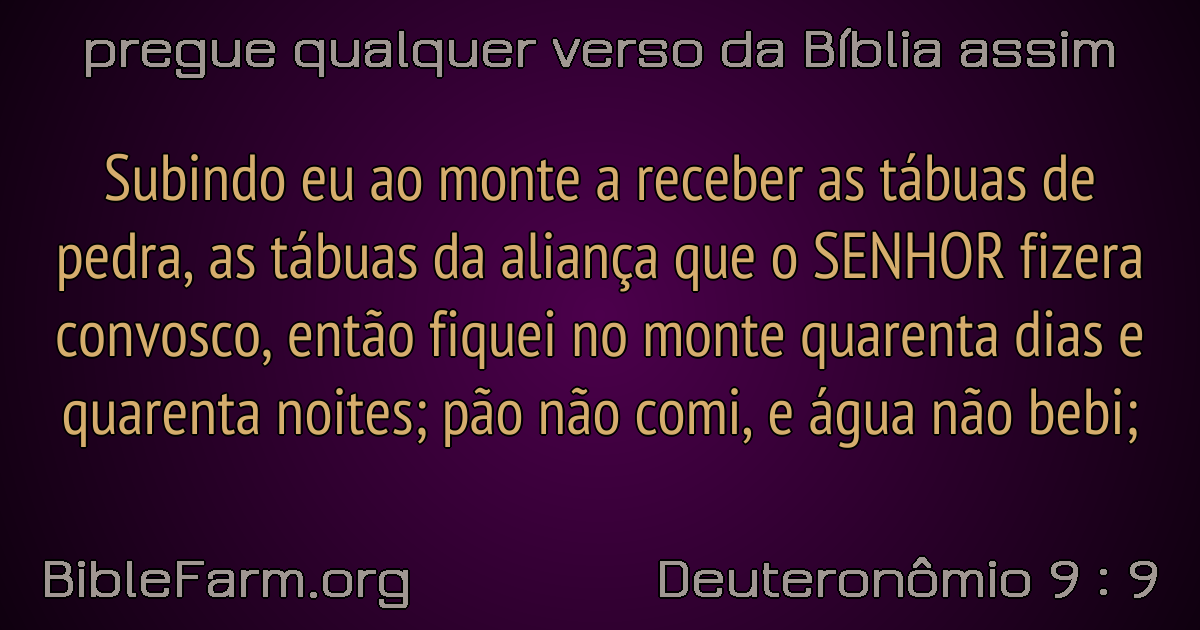 pregue qualquer verso da Bíblia assim
Subindo eu ao monte a receber as tábuas de
pedra, as tábuas da aliança que o SENHOR fizera
convosco, então fiquei no monte quarenta dias e
quarenta noites; pão não comi, e água não bebi;
BibleFarm.org
Deuteronômio 9 : 9